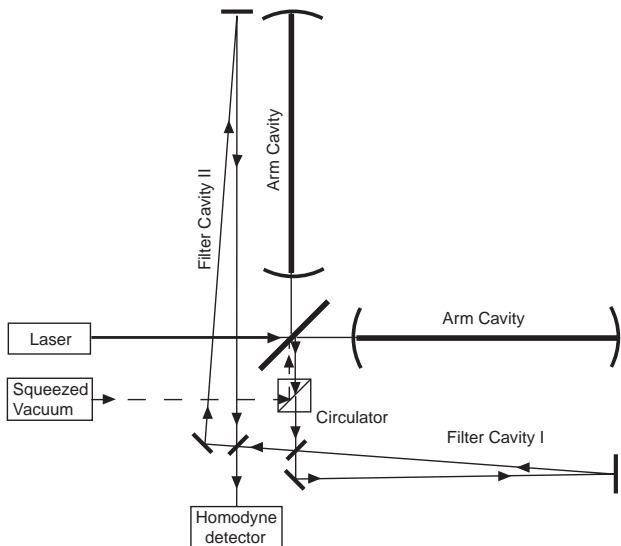 Filter Cavity II
Arm Cavity
Arm Cavity
Laser
Squeezed
Vacuum
Circulator
Filter Cavity I
Homodyne
detector